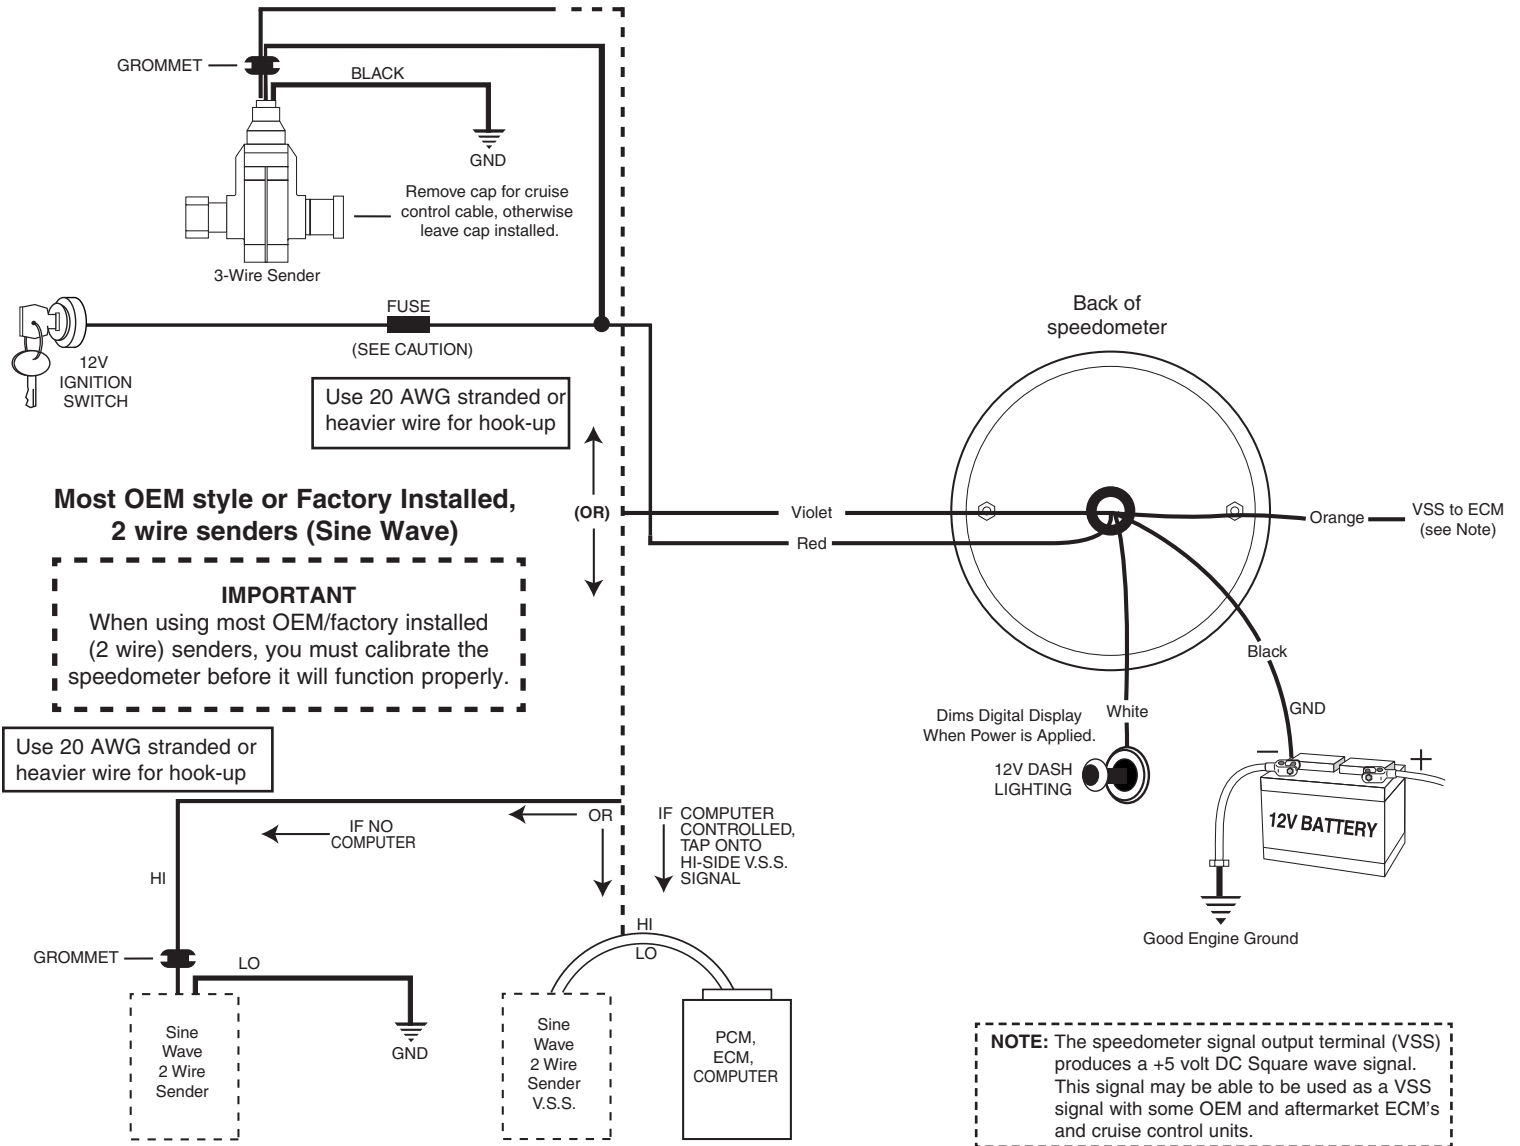 GROMMET
BLACK
GND
Remove cap for cruise
control cable, otherwise
leave cap installed.
3-Wire Sender
FUSE
(SEE CAUTION)
12V
IGNITION
SWITCH
Use 20 AWG stranded or
heavier wire for hook-up
Back of
speedometer
Most OEM style or Factory Installed,
2 wire senders (Sine Wave)
(OR)
Violet
Red
Orange
VSS to ECM
(see Note)
IMPORTANT
When using most OEM/factory installed
(2 wire) senders, you must calibrate the
speedometer before it will function properly.
Black
White
GND
Dims Digital Display
When Power is Applied.
12V DASH
LIGHTING
– +
12V BATTERY
Good Engine Ground
Use 20 AWG stranded or
heavier wire for hook-up
OR
IF NO
COMPUTER
IF COMPUTER
CONTROLLED,
TAP ONTO
HI-SIDE V.S.S.
SIGNAL
HI
GROMMET
LO
GND
HI
LO
Sine
Wave
2 Wire
Sender
Sine
Wave
2 Wire
Sender
V.S.S.
PCM,
ECM,
COMPUTER
NOTE: The speedometer signal output terminal (VSS)
produces a +5 volt DC Square wave signal.
This signal may be able to be used as a VSS
signal with some OEM and aftermarket ECM's
and cruise control units.